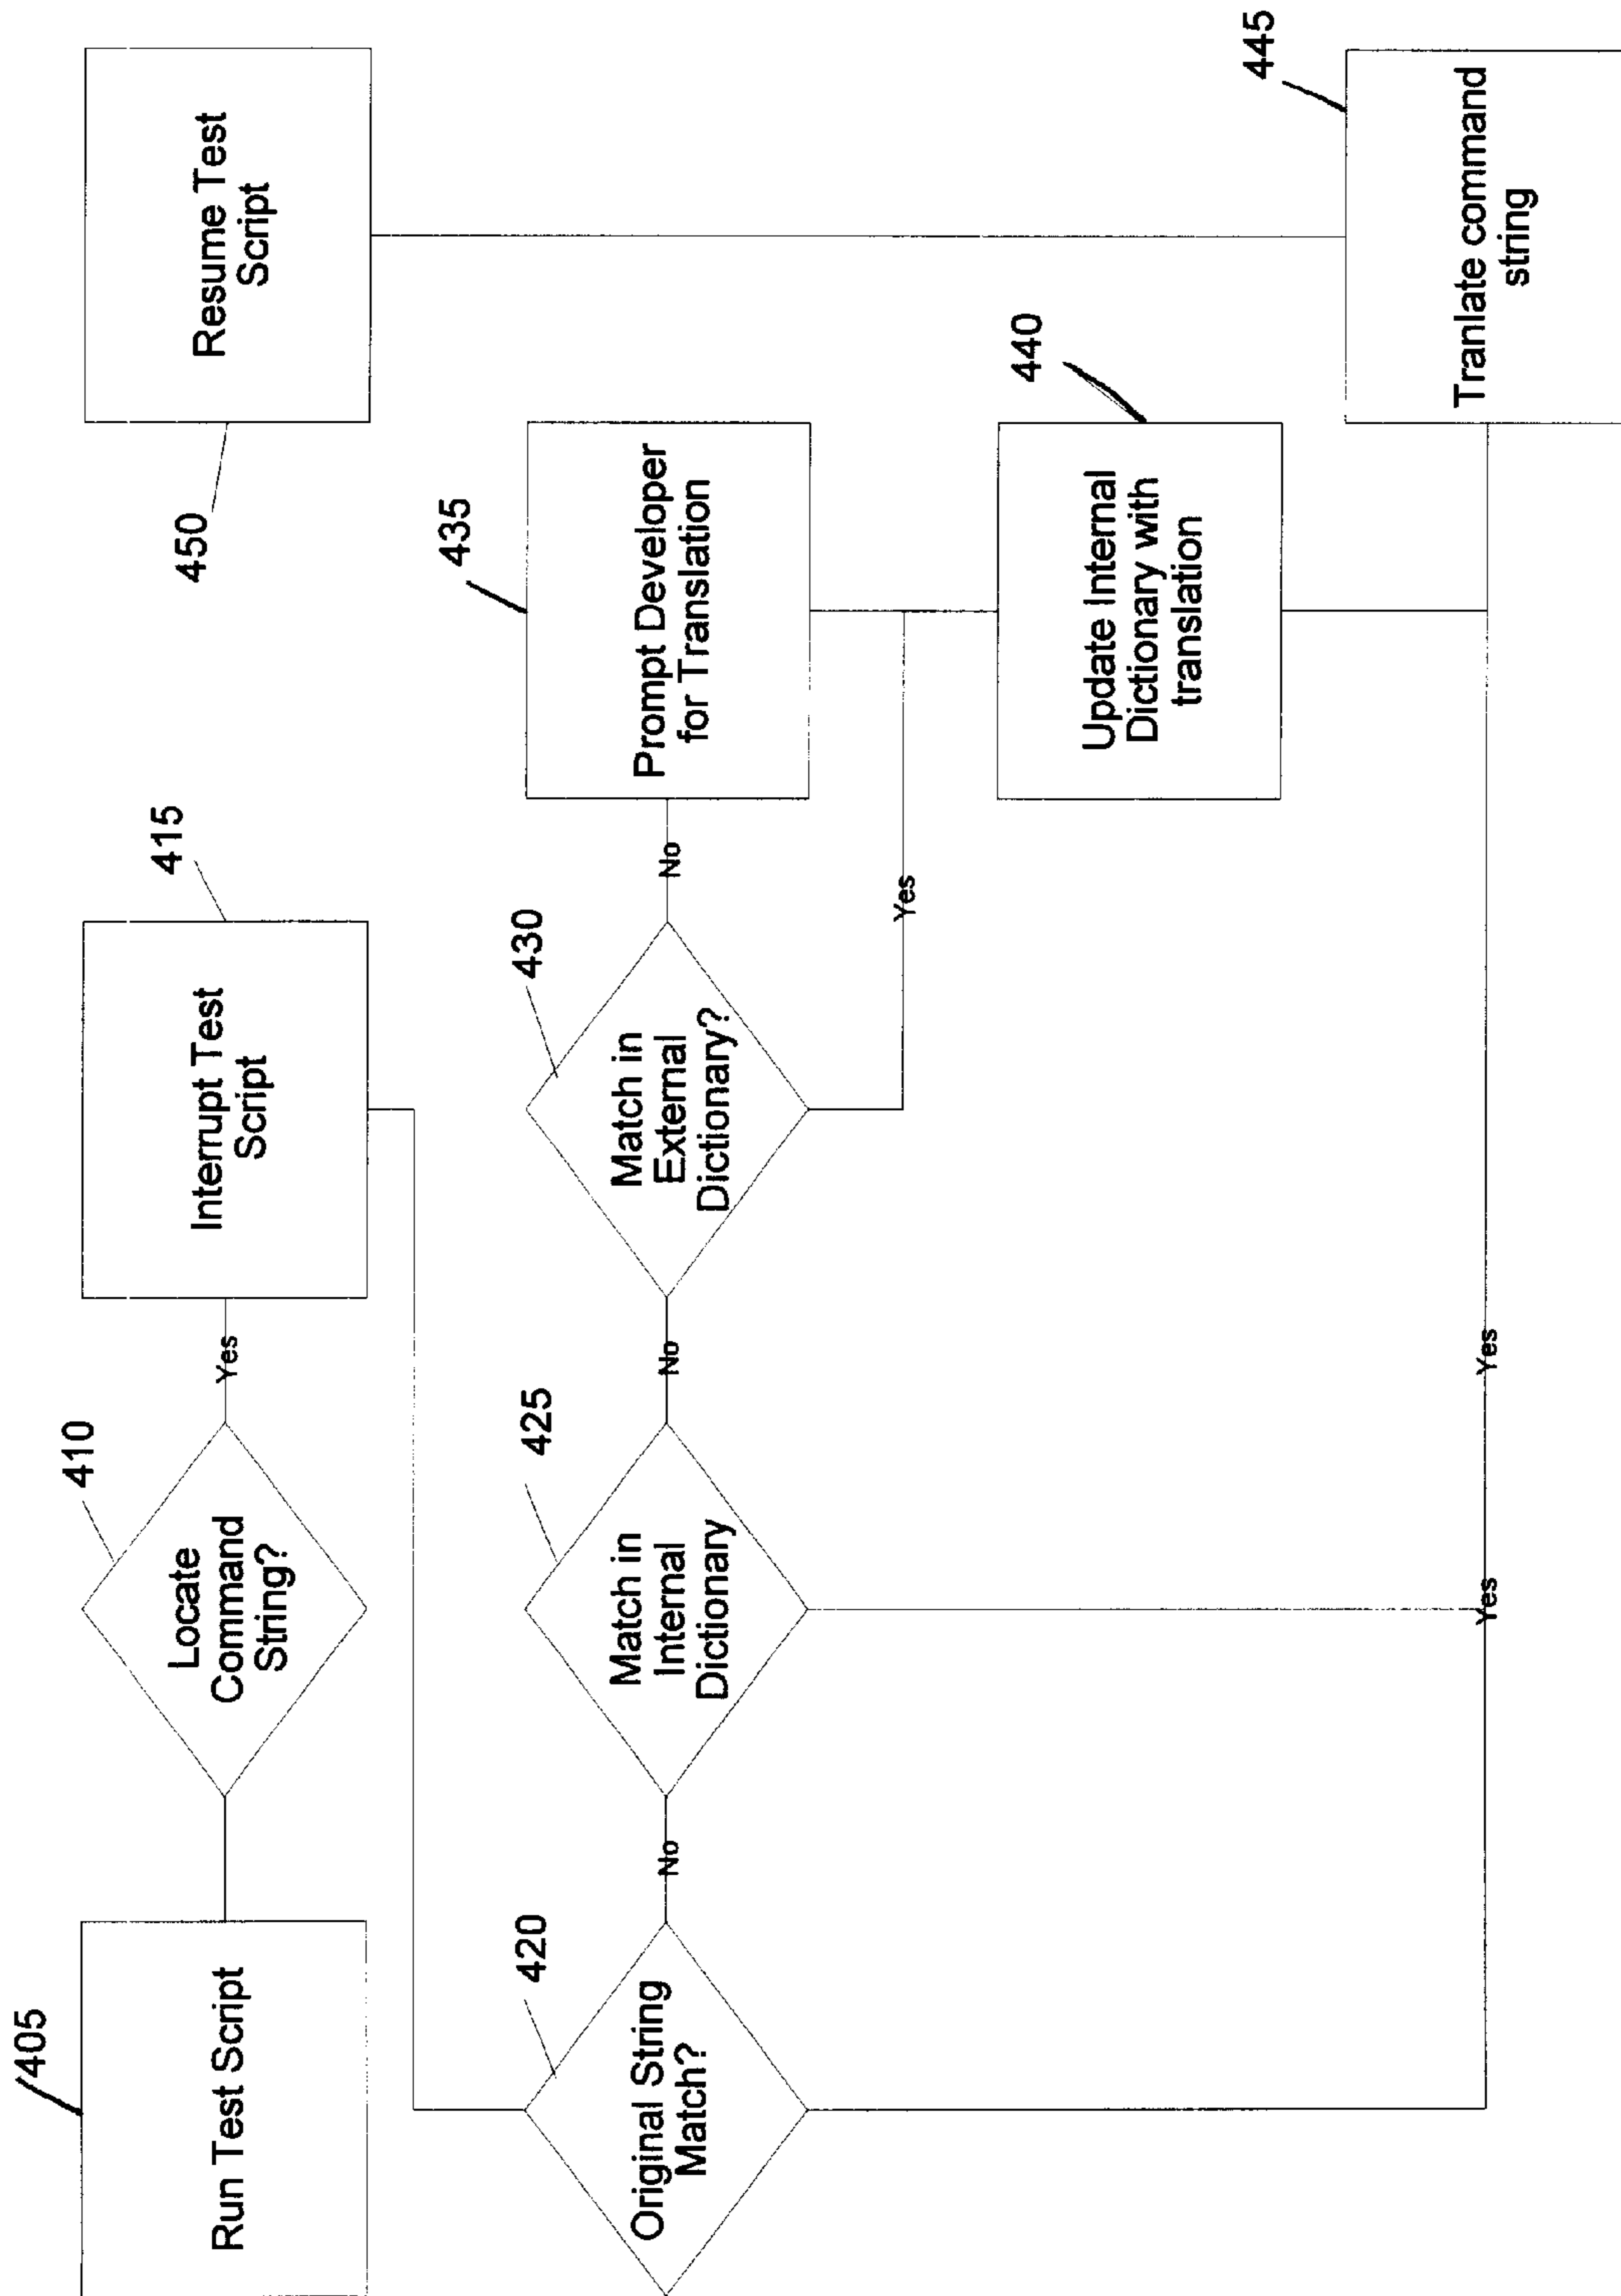 405
Run Test Script
410
Locate
Command
String?
Yes
415
Interrupt Test
Script
450
Resume Test
Script
420
Original String
Match?
No
425
Match in
Internal
Dictionary
No
430
Match in
External
Dictionary?
No
435
Prompt Developer
for Translation
Yes
440
Update Internal
Dictionary with
translation
Yes
Yes
445
Tranlate command
string